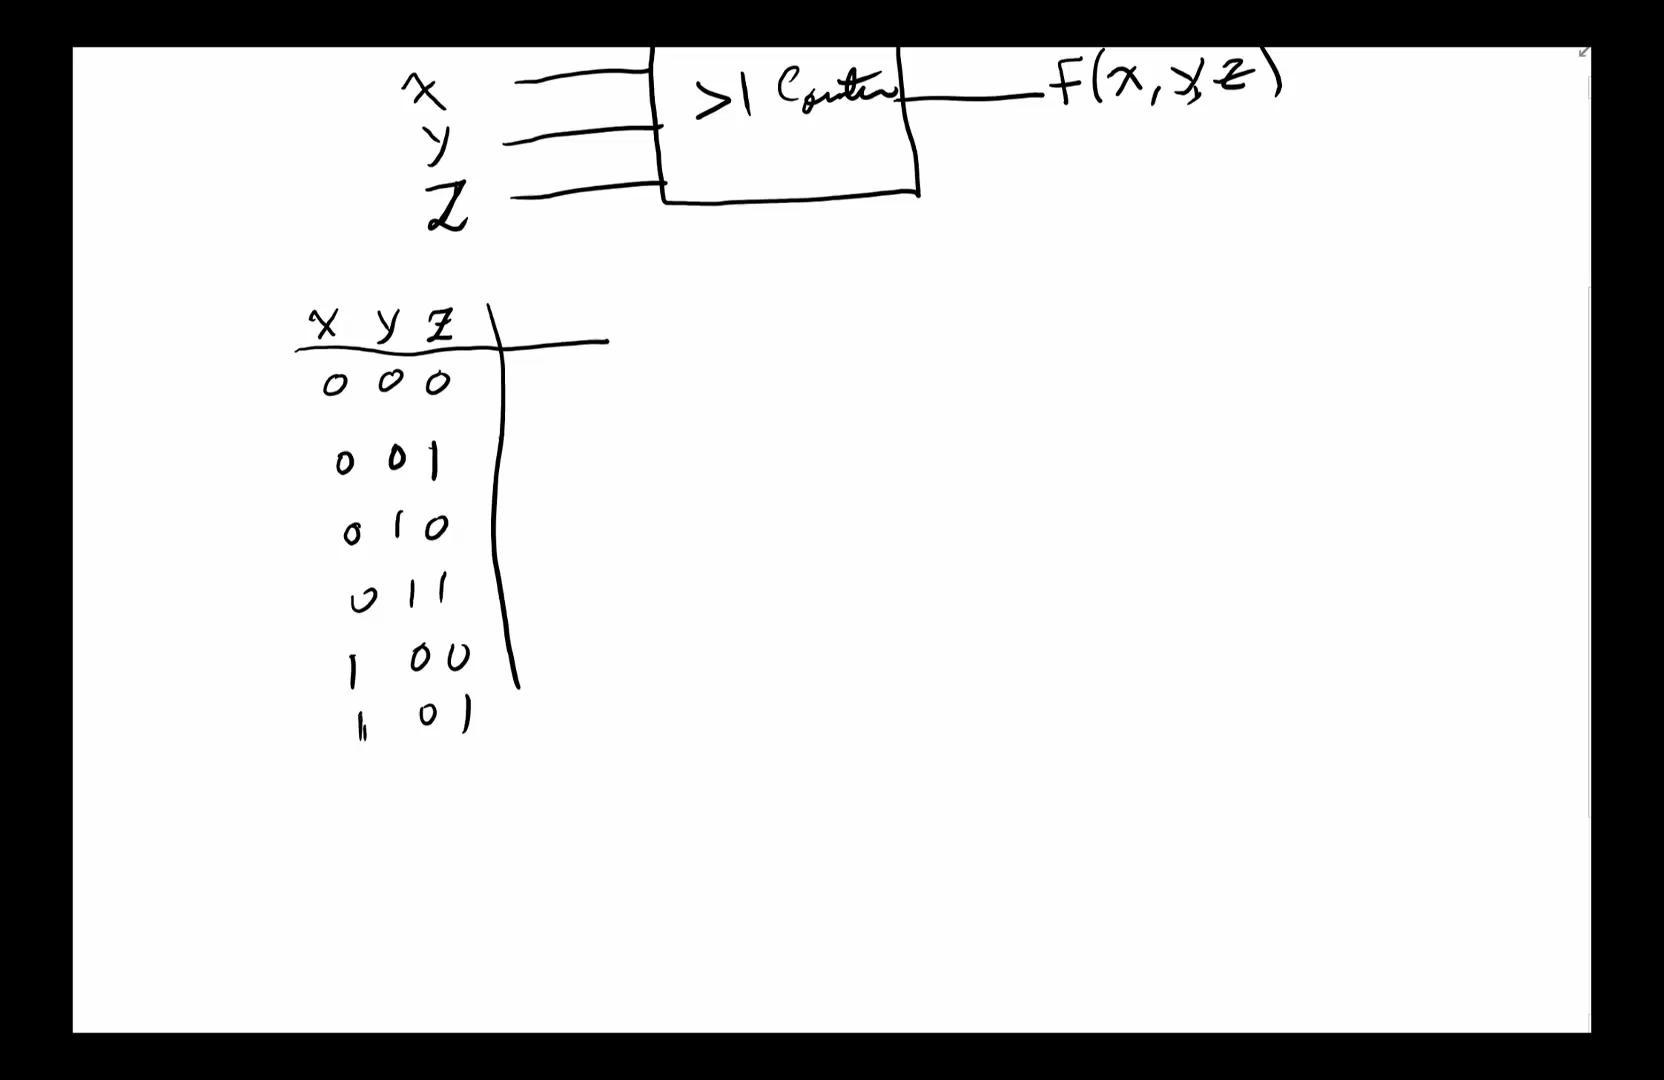 x >1 Counter F(x, y, z)
y
z
x y z
0 0 0
0 0 1
0 1 0
0 1 1
1 0 0
1 0 1